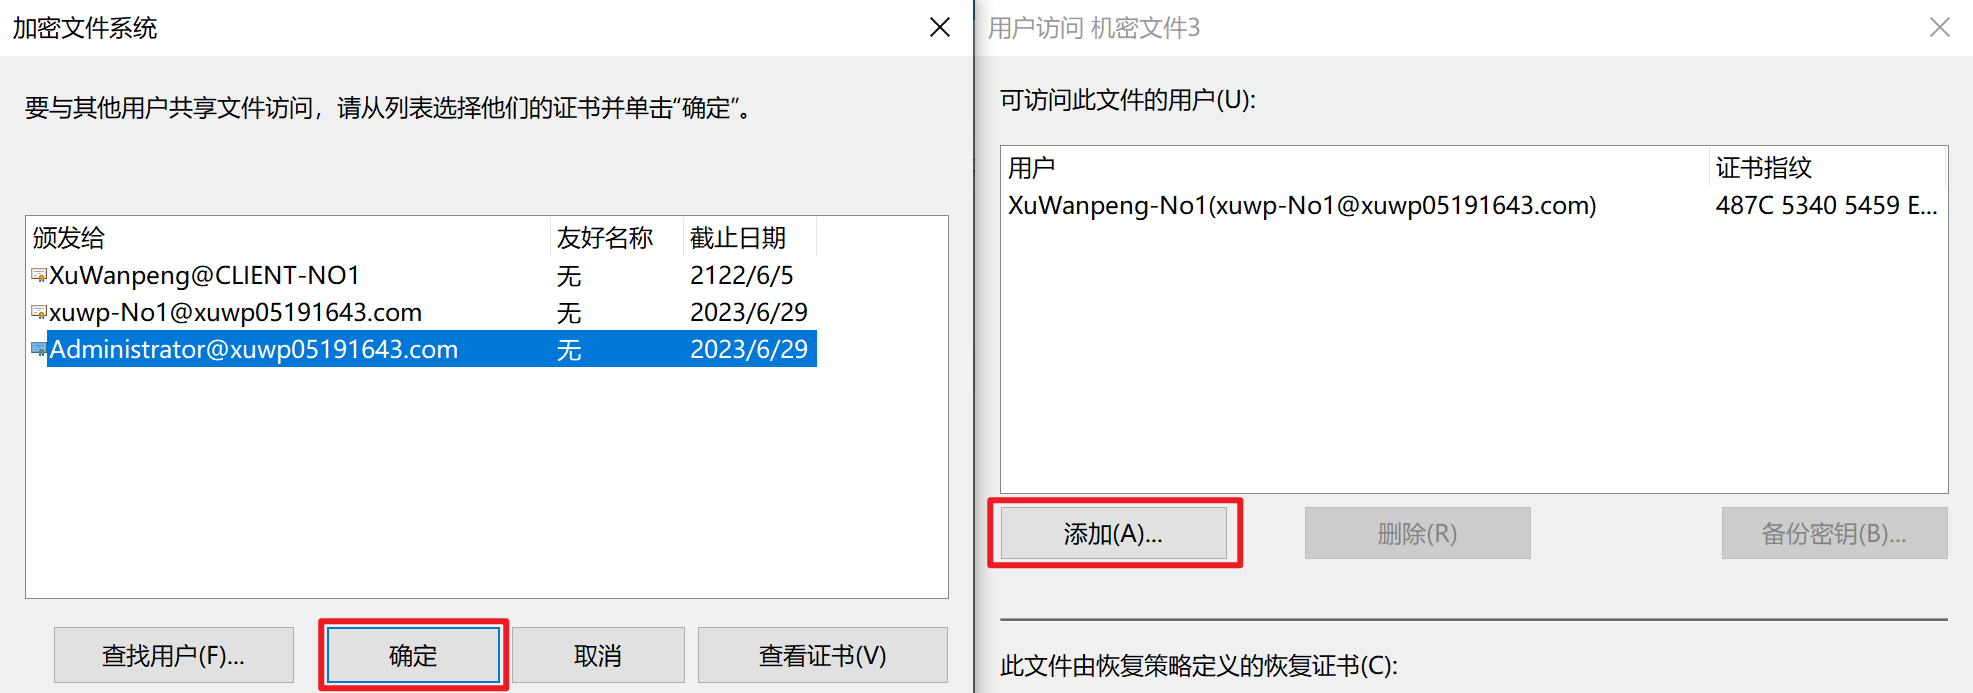 加密文件系统
要与其他用户共享文件访问，请从列表选择他们的证书并单击“确定”。
颁发给 友好名称 截止日期
XuWanpeng@CLIENT-NO1 无 2122/6/5
xuwp-No1@xuwp05191643.com 无 2023/6/29
Administrator@xuwp05191643.com 无 2023/6/29
查找用户(F)... 确定 取消 查看证书(V)
用户访问 机密文件3
可访问此文件的用户(U):
用户 证书指纹
XuWanpeng-No1(xuwp-No1@xuwp05191643.com) 487C 5340 5459 E...
添加(A)... 删除(R) 备份密钥(B)...
此文件由恢复策略定义的恢复证书(C):